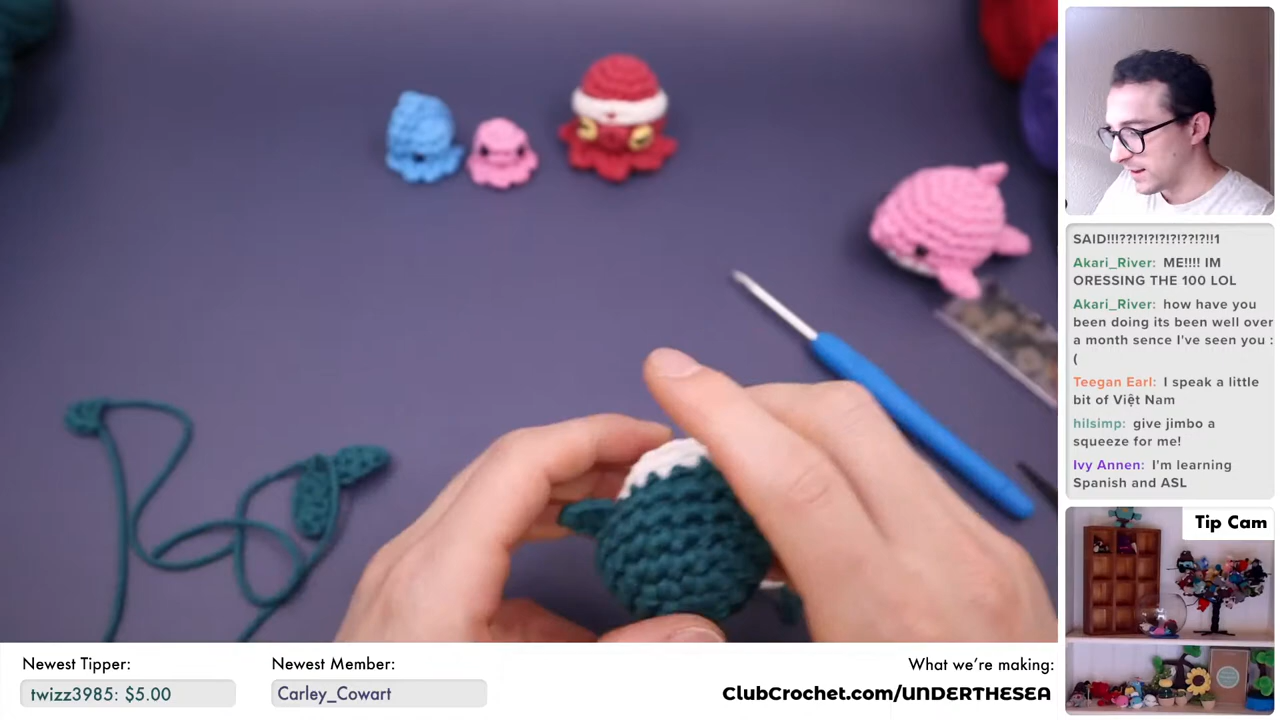 SAID!!!??!?!?!?!?!??!?!!1
Akari_River: ME!!!! IM
ORESSING THE 100 LOL
Akari_River: how have you
been doing its been well over
a month sence I've seen you :
(
Teegan Earl: I speak a little
bit of Việt Nam
hilsimp: give jimbo a
squeeze for me!
Ivy Annen: I'm learning
Spanish and ASL
Tip Cam
Newest Tipper:
twizz3985: $5.00
Newest Member:
Carley_Cowart
What we're making:
ClubCrochet.com/UNDERTHESEA